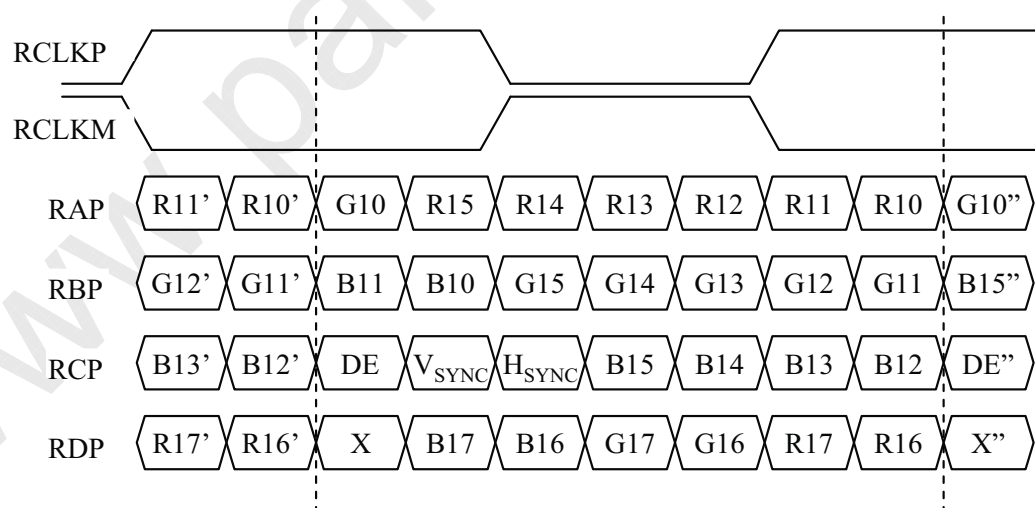 RCLKP
RCLKM
RAP R11’ R10’ G10 R15 R14 R13 R12 R11 R10 G10”
RBP G12’ G11’ B11 B10 G15 G14 G13 G12 G11 B15”
RCP B13’ B12’ DE VSYNC HSYNC B15 B14 B13 B12 DE”
RDP R17’ R16’ X B17 B16 G17 G16 R17 R16 X”